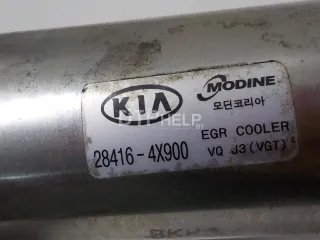 KIA MODINE
모딘코리아
EGR COOLER
28416-4X900 VQ J3(VGT)